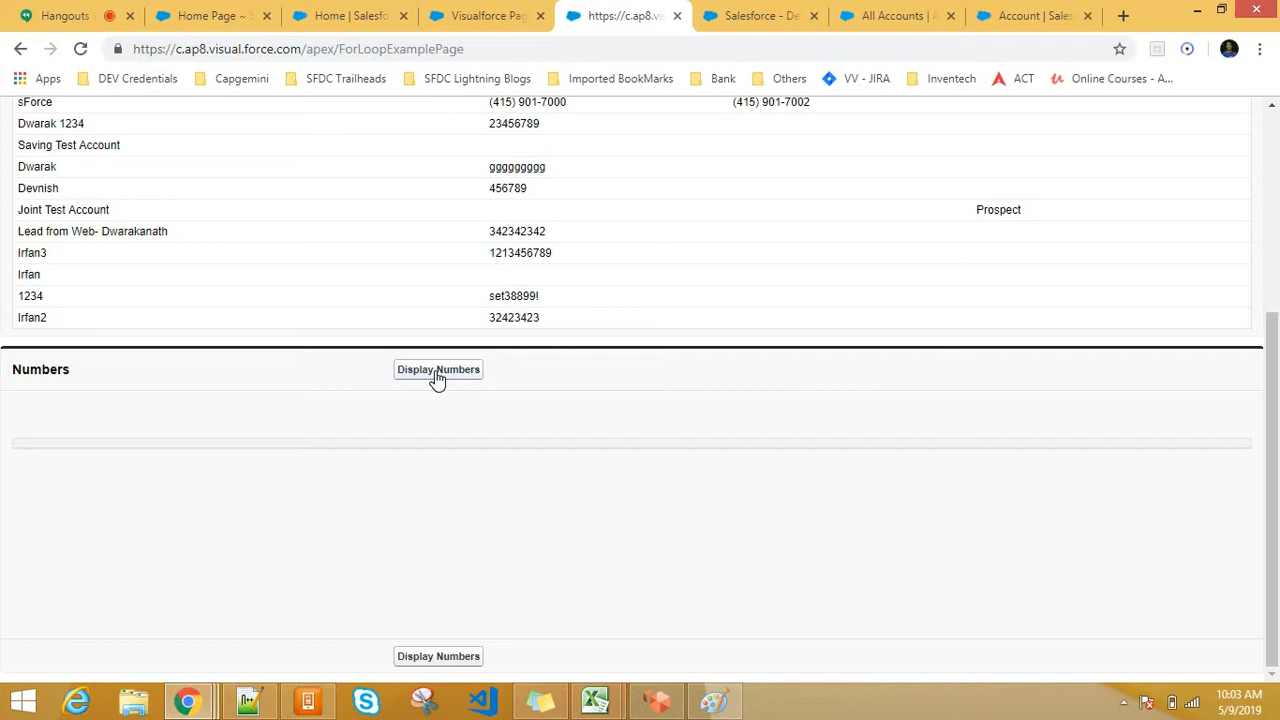 Hangouts
Home Page ~ S
Home | Salesfo
Visualforce Pag
https://c.ap8.vis
Salesforce - De
All Accounts | A
Account | Sales
https://c.ap8.visual.force.com/apex/ForLoopExamplePage
Apps
DEV Credentials
Capgemini
SFDC Trailheads
SFDC Lightning Blogs
Imported BookMarks
Bank
Others
VV - JIRA
Inventech
ACT
Online Courses - A...
sForce (415) 901-7000 (415) 901-7002
Dwarak 1234 23456789
Saving Test Account
Dwarak ggggggggg
Devnish 456789
Joint Test Account Prospect
Lead from Web- Dwarakanath 342342342
Irfan3 1213456789
Irfan
1234 set38899!
Irfan2 32423423
Numbers Display Numbers
Display Numbers
10:03 AM
5/9/2019